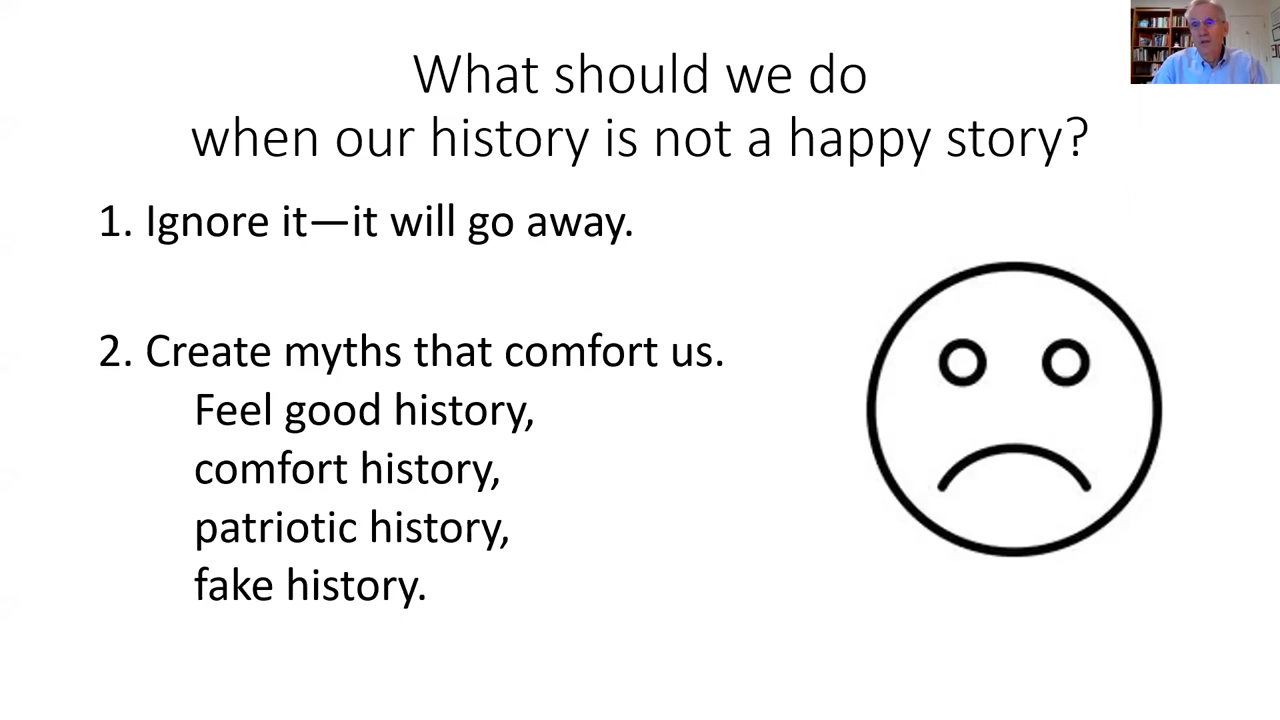 What should we do
when our history is not a happy story?
1. Ignore it—it will go away.
2. Create myths that comfort us.
Feel good history,
comfort history,
patriotic history,
fake history.